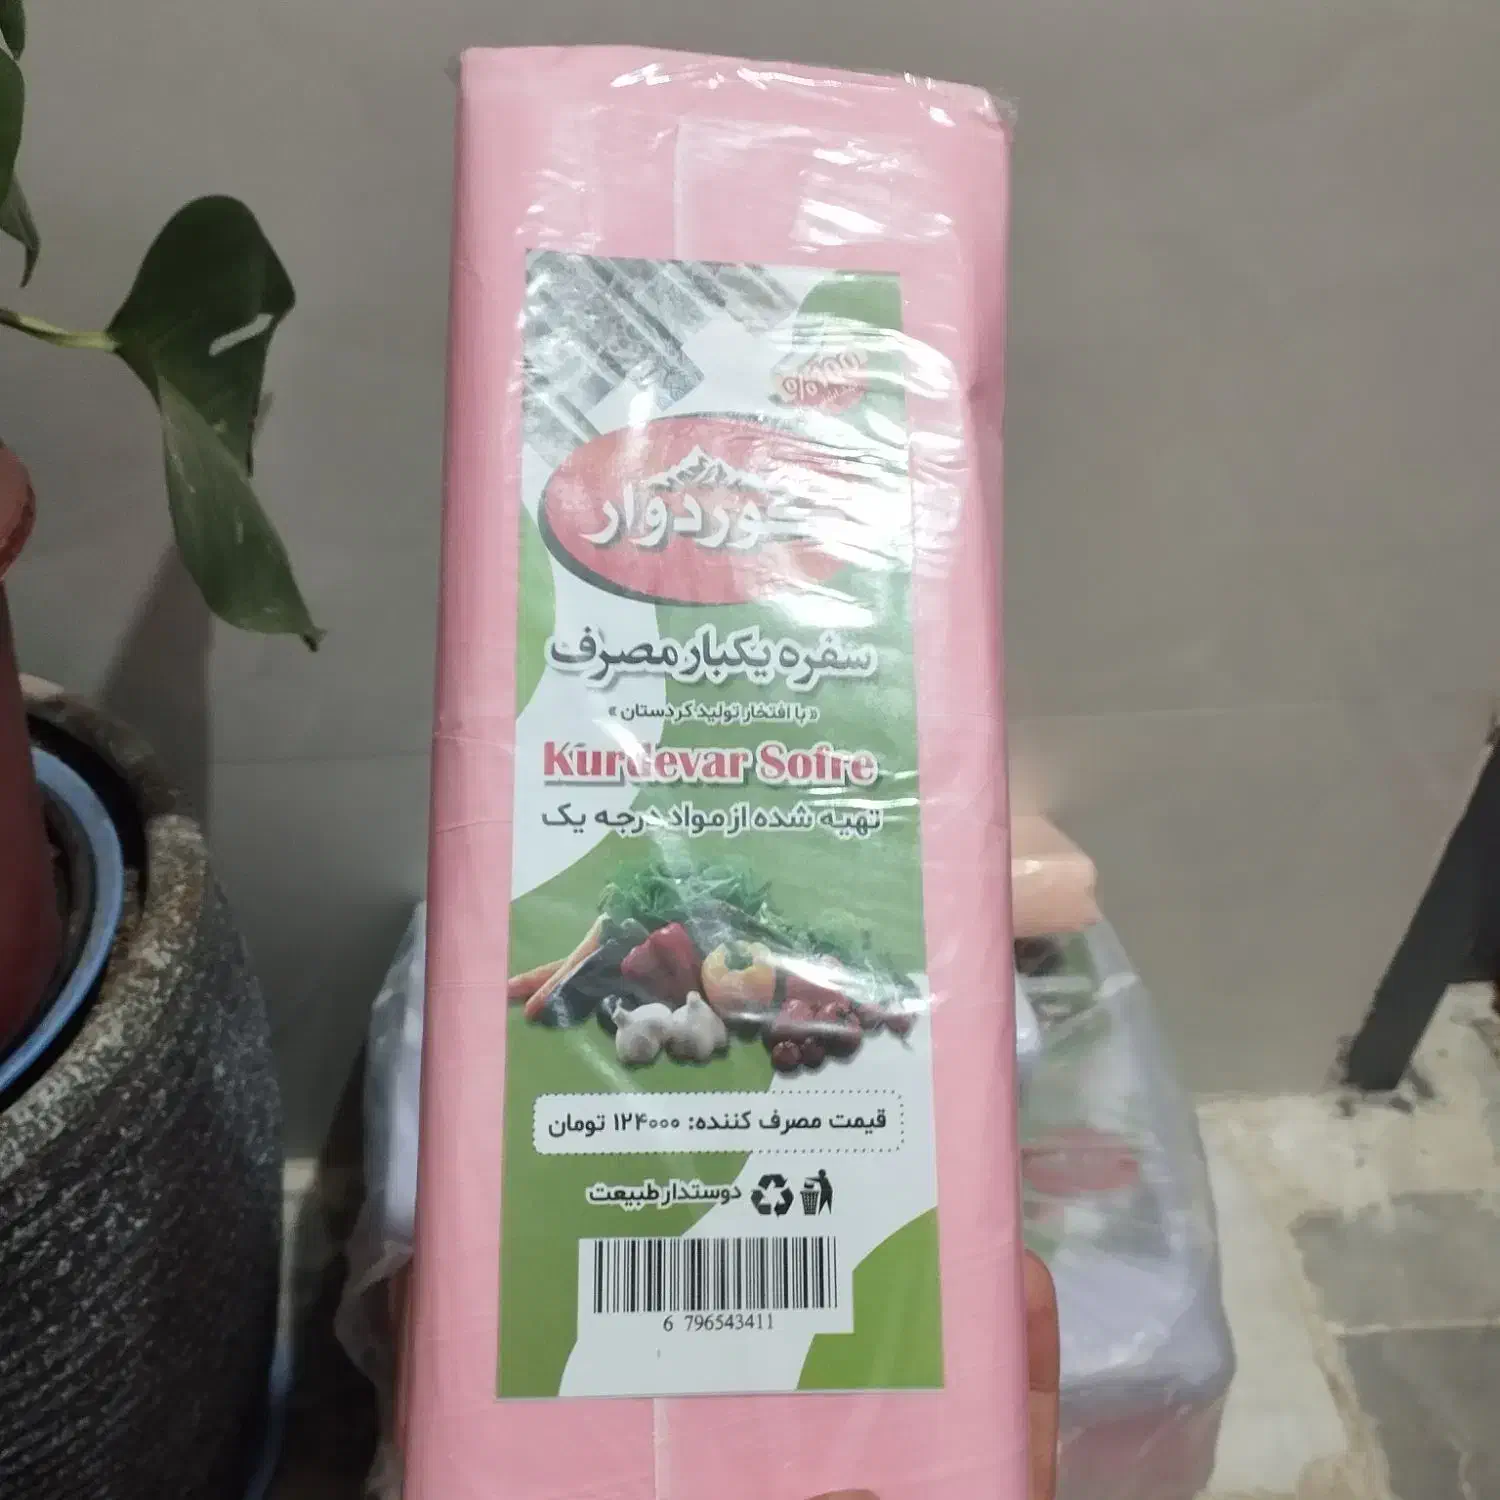 %100
کوردوار
سفره یکبار مصرف
«با افتخار تولید کردستان»
Kurdevar Sofre
تهیه شده از مواد درجه یک
قیمت مصرف کننده: ۱۲۴۰۰۰ تومان
دوستدار طبیعت
6 796543411